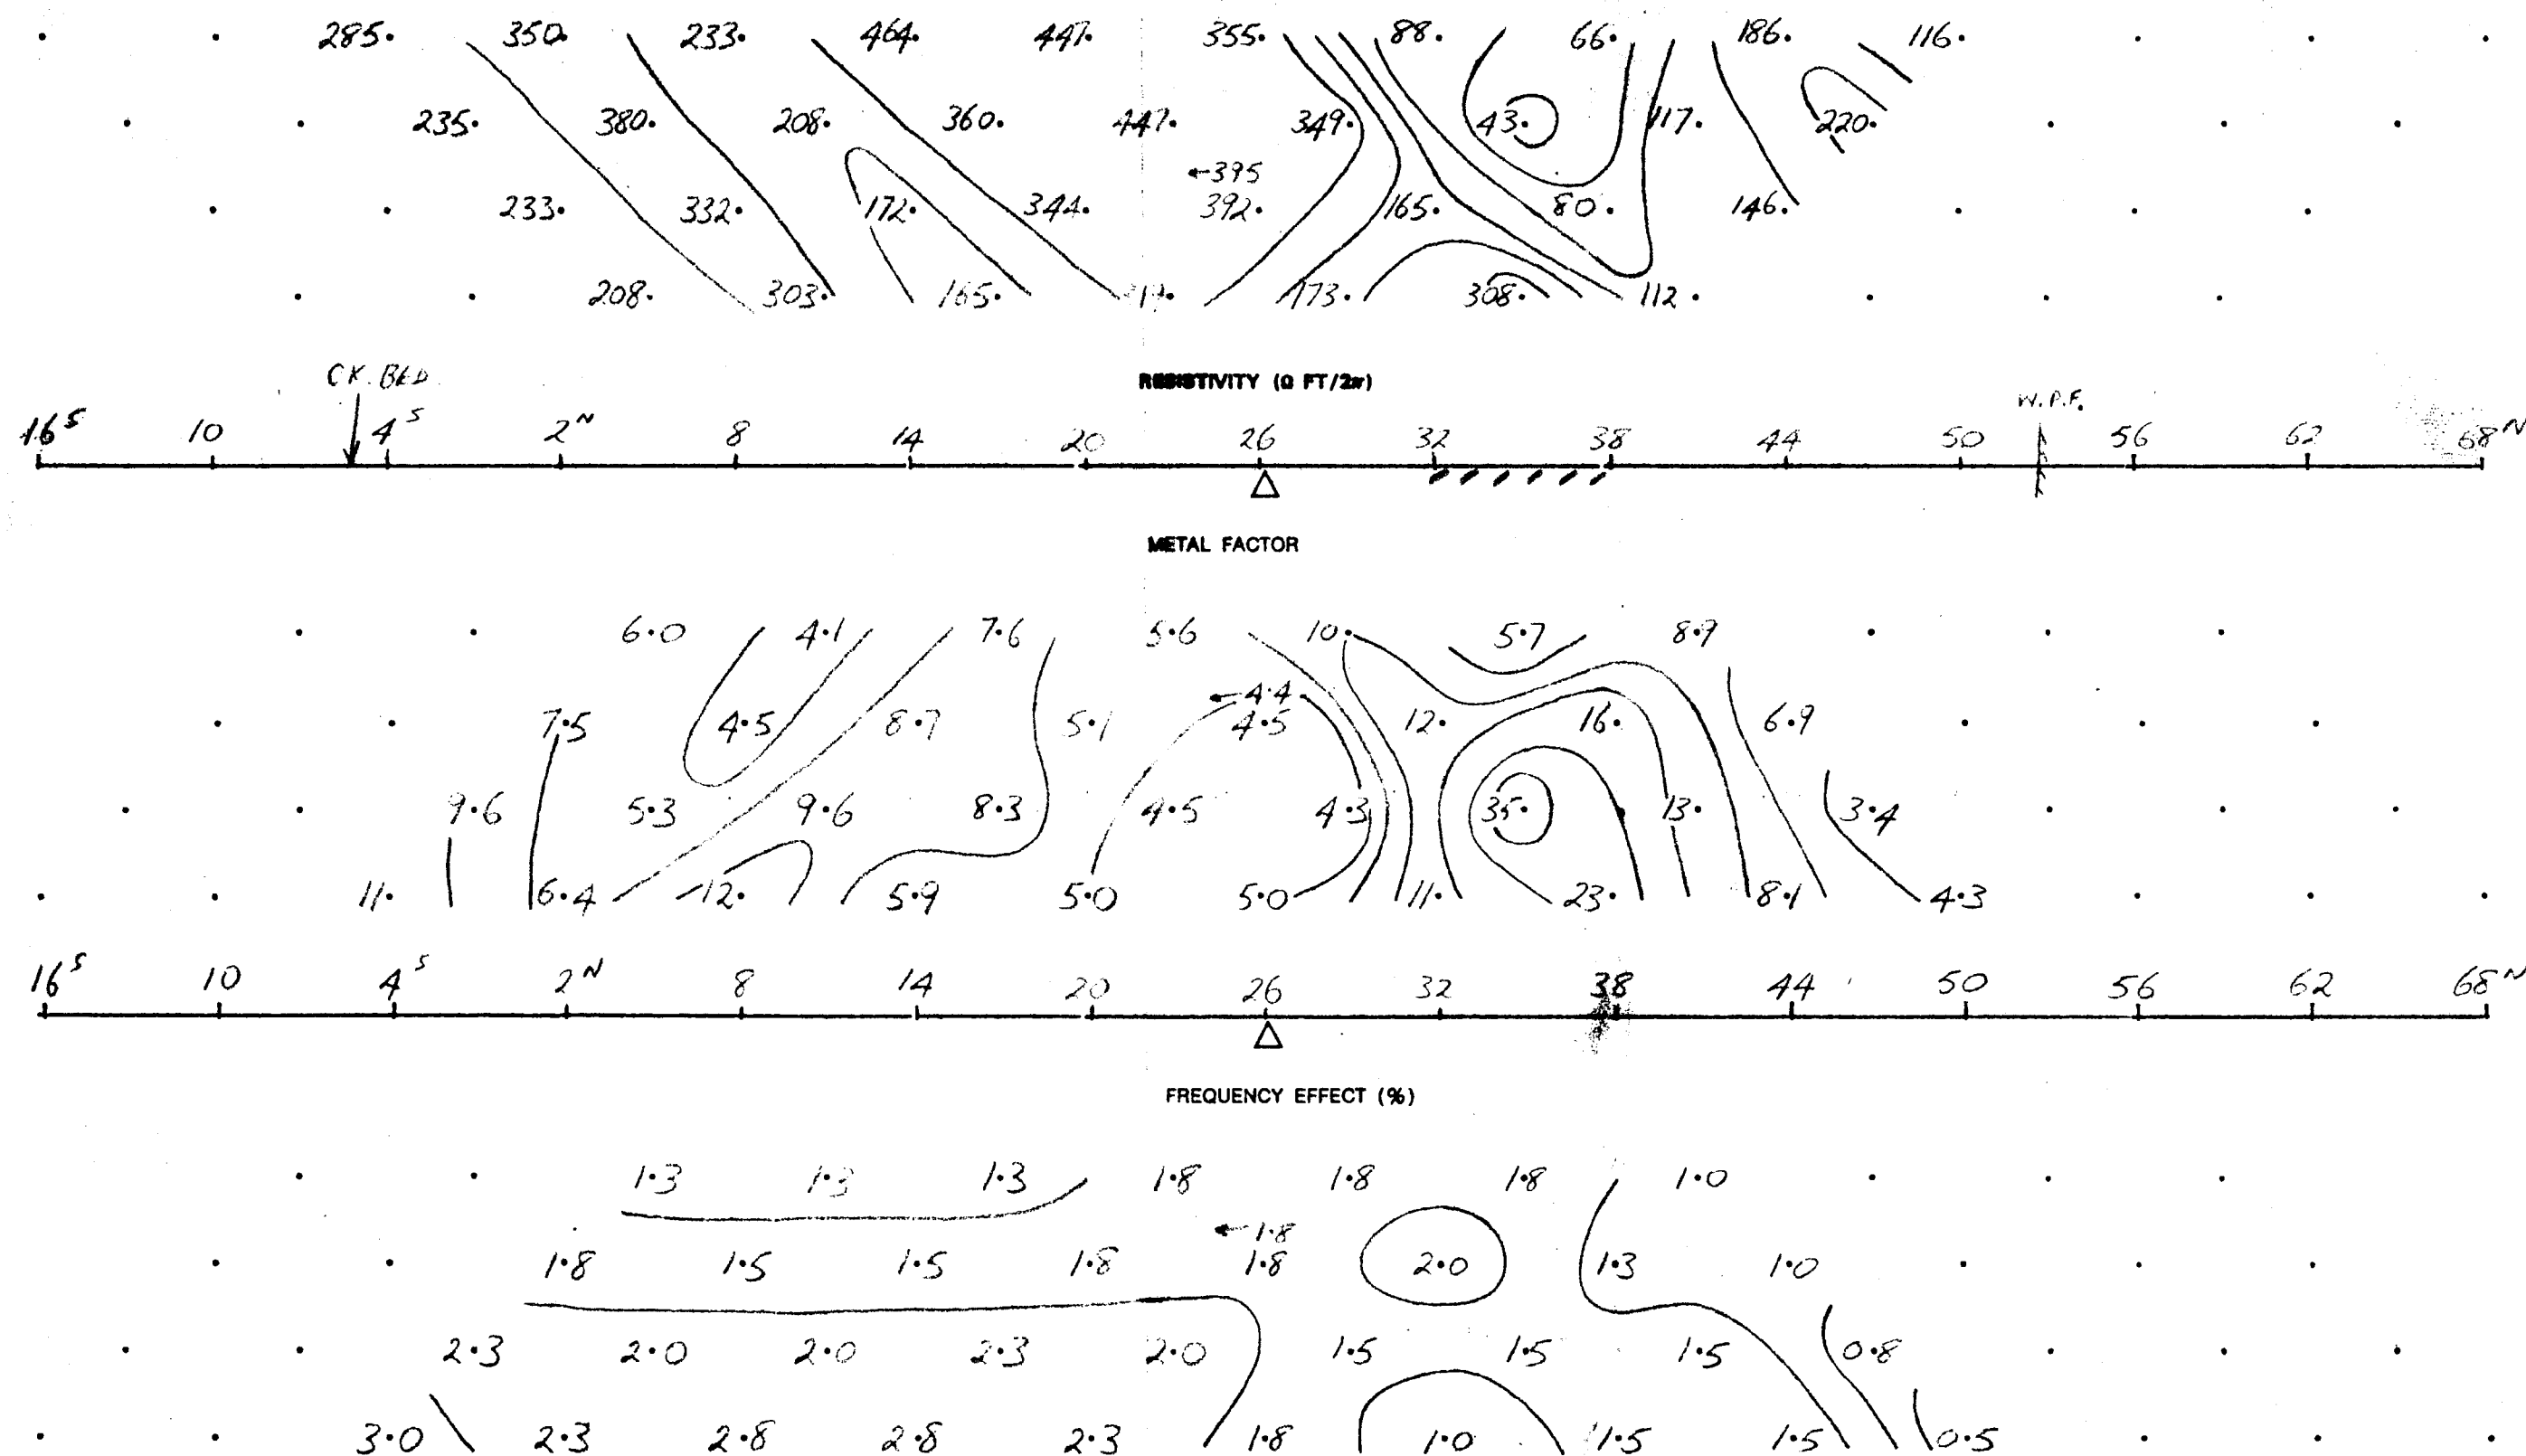 285. 350. 233. 464. 447. 355. 88. 66. 186. 116.
235. 380. 208. 360. 447. 349. 43. 117. 220.
←395
233. 332. 172. 344. 392. 165. 80. 146.
208. 303. 165. 173. 308. 112.
CK. BED
RESISTIVITY (Ω FT/2π)
W.P.F.
16S 10 4S 2N 8 14 20 26 32 38 44 50 56 62 68N
METAL FACTOR
6.0 4.1 7.6 5.6 10. 5.7 8.9
←4.4
7.5 4.5 8.7 5.1 4.5 12. 16. 6.9
9.6 5.3 9.6 8.3 4.5 4.3 35. 13. 3.4
11. 6.4 12. 5.9 5.0 5.0 11. 23. 8.1 4.3
16S 10 4S 2N 8 14 20 26 32 38 44 50 56 62 68N
FREQUENCY EFFECT (%)
1.3 1.3 1.3 1.8 1.8 1.8 1.0
←1.8
1.8 1.5 1.5 1.8 1.8 2.0 1.3 1.0
2.3 2.0 2.0 2.3 2.0 1.5 1.5 1.5 0.8
3.0 2.3 2.8 2.8 2.3 1.8 1.0 1.5 1.5 0.5